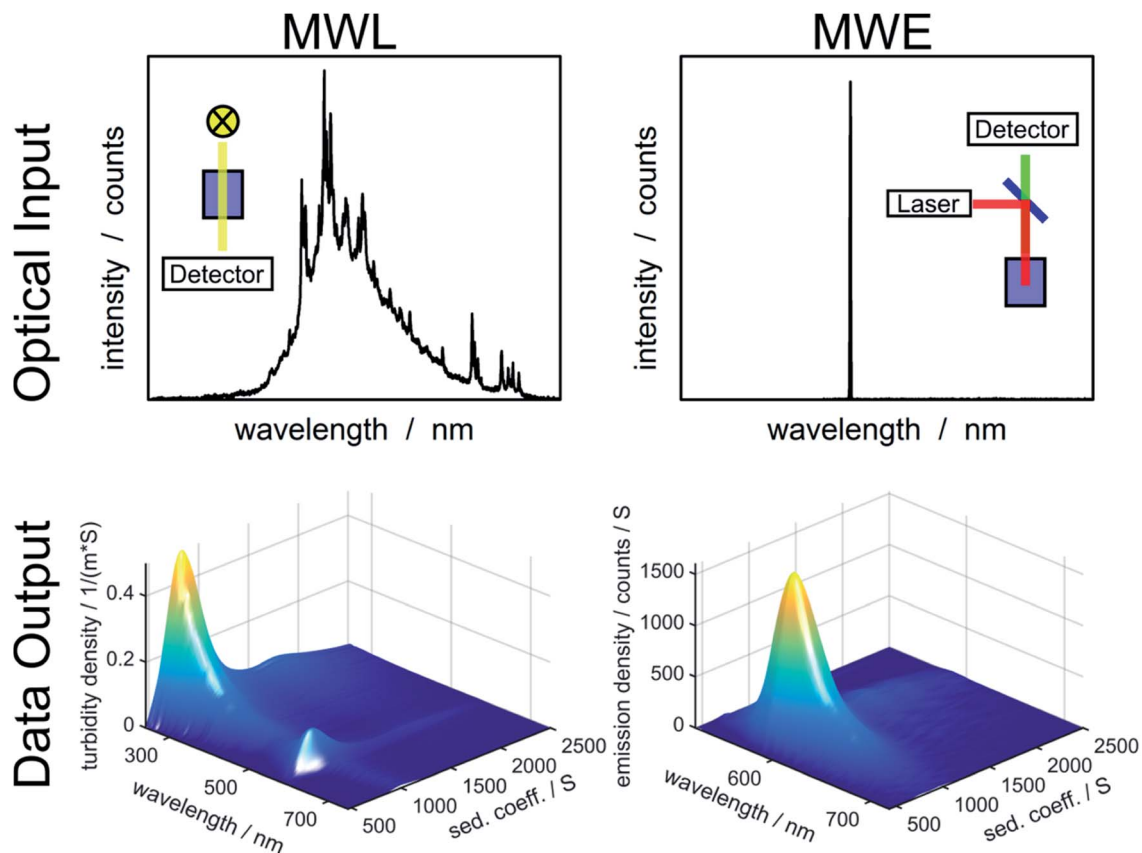 MWL
MWE
Optical Input
intensity / counts
Detector
wavelength / nm
intensity / counts
Detector
Laser
wavelength / nm
Data Output
turbidity density / 1/(m*S)
0.4
0.2
0
300
500
700
wavelength / nm
500
1000
1500
2000
2500
sed. coeff. / S
emission density / counts / S
1500
1000
500
0
600
700
wavelength / nm
500
1000
1500
2000
2500
sed. coeff. / S